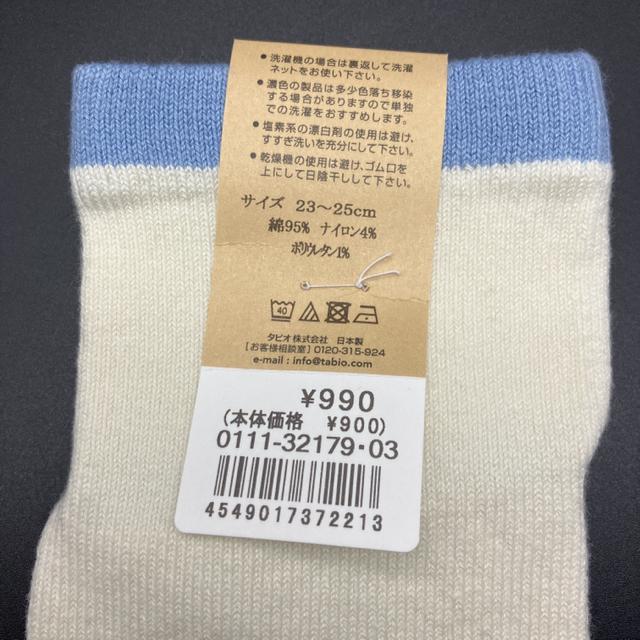 • 洗濯機の場合は裏返して洗濯
ネットをお使い下さい。
• 濃色の製品は多少色落ち移染
する場合がありますので単独
での洗濯をおすすめします。
• 塩素系の漂白剤の使用は避け、
すすぎ洗いを充分にして下さい。
• 乾燥機の使用は避け、ゴム口を
上にして日陰干しして下さい。
サイズ 23～25cm
綿95% ナイロン4%
ポリウレタン1%
40
タビオ株式会社 日本製
［お客様相談室］0120-315-924
e-mail : info@tabio.com
¥990
(本体価格 ¥900)
0111-32179・03
4549017372213